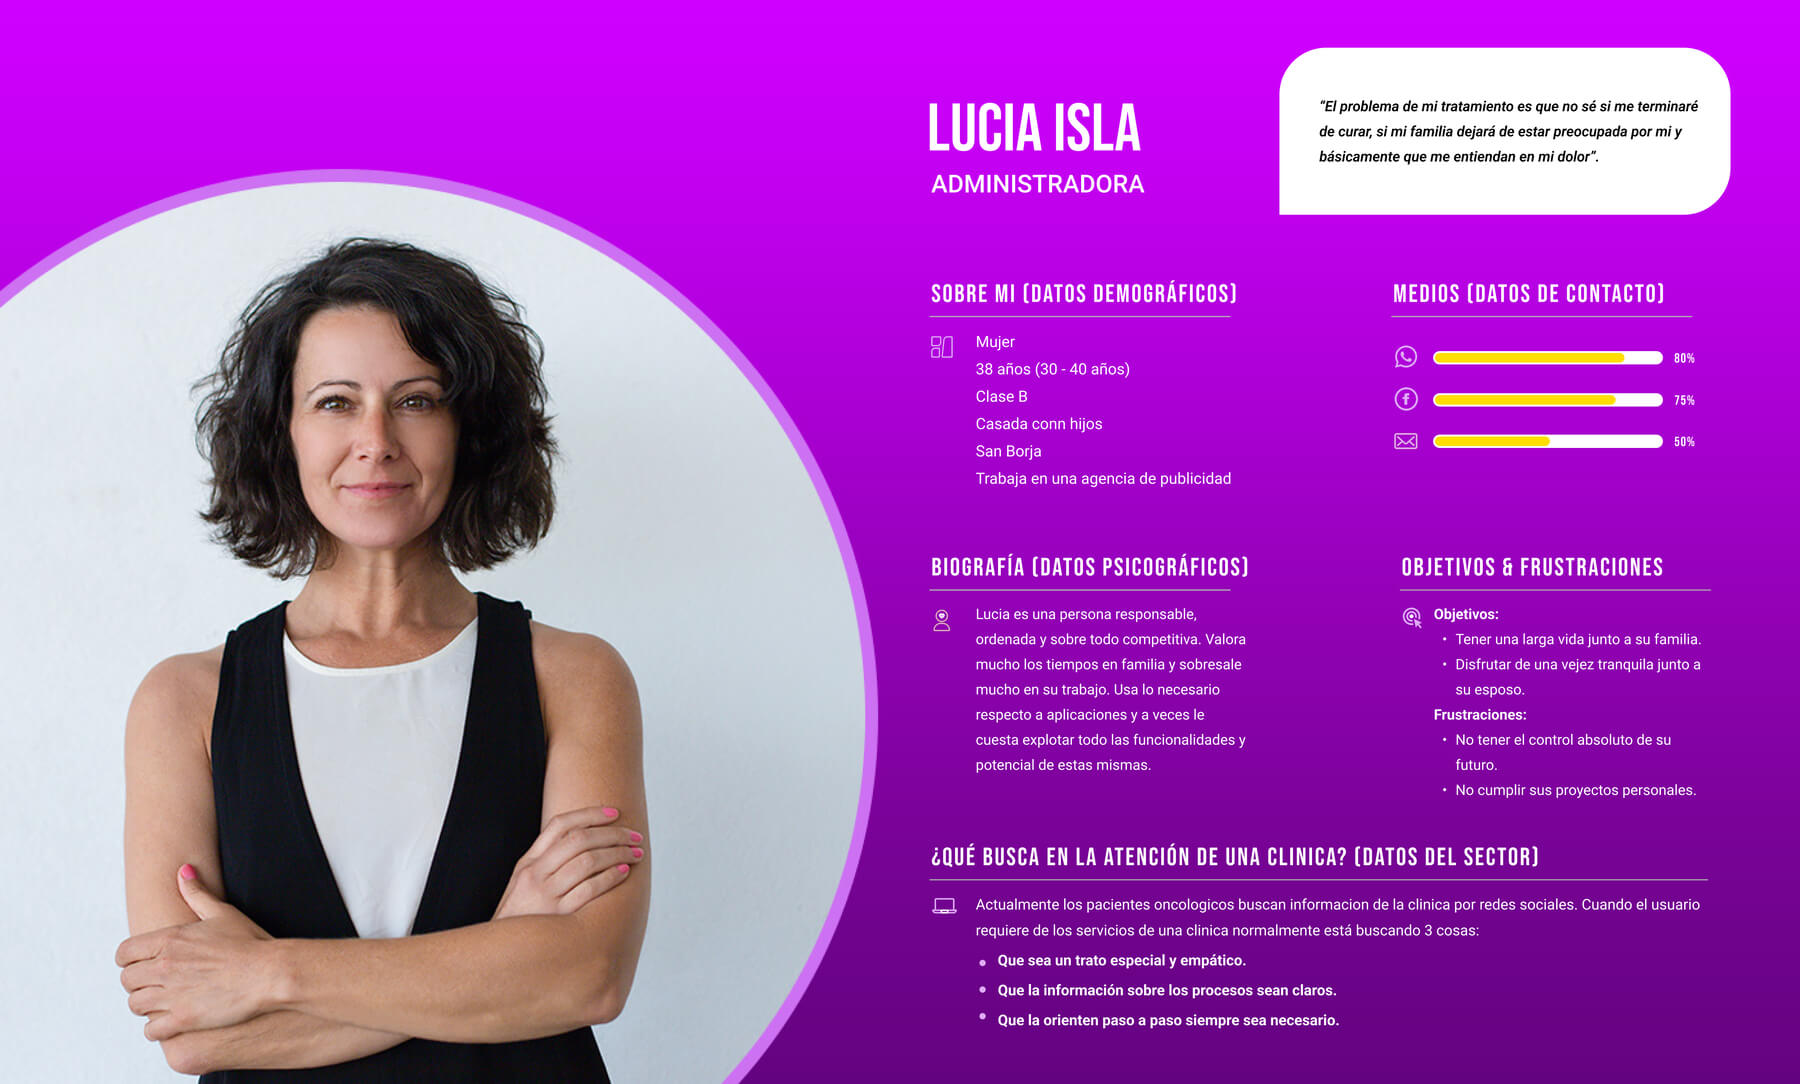 LUCIA ISLA
ADMINISTRADORA
“El problema de mi tratamiento es que no sé si me terminaré
de curar, si mi familia dejará de estar preocupada por mi y
básicamente que me entiendan en mi dolor”.
SOBRE MI (DATOS DEMOGRÁFICOS)
Mujer
38 años (30 - 40 años)
Clase B
Casada conn hijos
San Borja
Trabaja en una agencia de publicidad
MEDIOS (DATOS DE CONTACTO)
80%
75%
50%
BIOGRAFÍA (DATOS PSICOGRÁFICOS)
Lucia es una persona responsable,
ordenada y sobre todo competitiva. Valora
mucho los tiempos en familia y sobresale
mucho en su trabajo. Usa lo necesario
respecto a aplicaciones y a veces le
cuesta explotar todo las funcionalidades y
potencial de estas mismas.
OBJETIVOS & FRUSTRACIONES
Objetivos:
• Tener una larga vida junto a su familia.
• Disfrutar de una vejez tranquila junto a
su esposo.
Frustraciones:
• No tener el control absoluto de su
futuro.
• No cumplir sus proyectos personales.
¿QUÉ BUSCA EN LA ATENCIÓN DE UNA CLINICA? (DATOS DEL SECTOR)
Actualmente los pacientes oncologicos buscan informacion de la clinica por redes sociales. Cuando el usuario
requiere de los servicios de una clinica normalmente está buscando 3 cosas:
• Que sea un trato especial y empático.
• Que la información sobre los procesos sean claros.
• Que la orienten paso a paso siempre sea necesario.